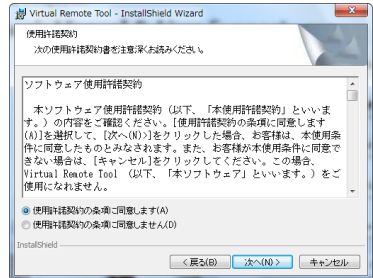 Virtual Remote Tool - InstallShield Wizard
使用許諾契約
次の使用許諾契約書を注意深くお読みください。
ソフトウェア使用許諾契約
本ソフトウェア使用許諾契約（以下、「本使用許諾契約」といいま
す。）の内容をご確認ください。[使用許諾契約の条項に同意します
(A)]を選択して、[次へ(N)>]をクリックした場合、お客様は、本使用条
件に同意したものとみなされます。また、お客様が本使用条件に同意で
きない場合は、[キャンセル]をクリックしてください。この場合、
Virtual Remote Tool （以下、「本ソフトウェア」といいます。）をご
使用になれません。
使用許諾契約の条項に同意します(A)
使用許諾契約の条項に同意しません(D)
InstallShield
< 戻る(B)
次へ(N) >
キャンセル